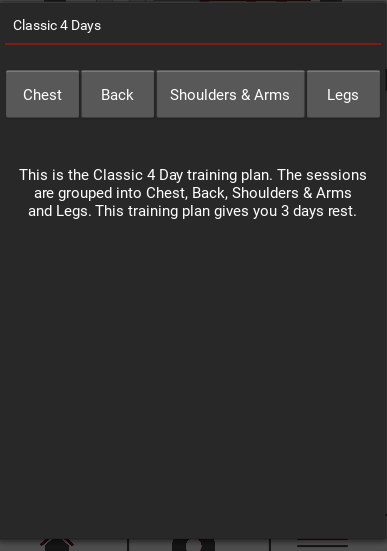 Classic 4 Days
Chest Back Shoulders & Arms Legs
This is the Classic 4 Day training plan. The sessions
are grouped into Chest, Back, Shoulders & Arms
and Legs. This training plan gives you 3 days rest.